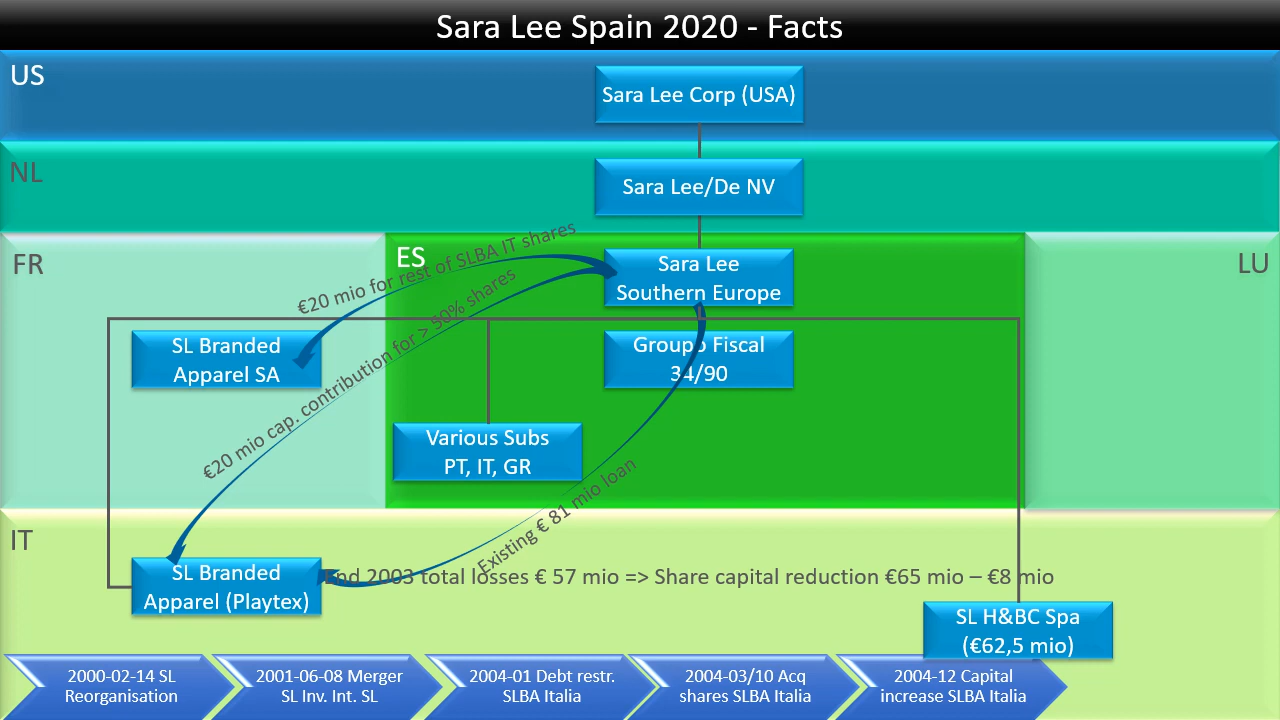 Sara Lee Spain 2020 - Facts
US
Sara Lee Corp (USA)
NL
Sara Lee/De NV
FR
ES
LU
Sara Lee
Southern Europe
€20 mio for rest of SLBA IT shares
€20 mio cap. contribution for > 50% shares
SL Branded
Apparel SA
Groupo Fiscal
34/90
Various Subs
PT, IT, GR
Existing € 81 mio loan
IT
SL Branded
Apparel (Playtex)
End 2003 total losses € 57 mio => Share capital reduction €65 mio – €8 mio
SL H&BC Spa
(€62,5 mio)
2000-02-14 SL
Reorganisation
2001-06-08 Merger
SL Inv. Int. SL
2004-01 Debt restr.
SLBA Italia
2004-03/10 Acq
shares SLBA Italia
2004-12 Capital
increase SLBA Italia